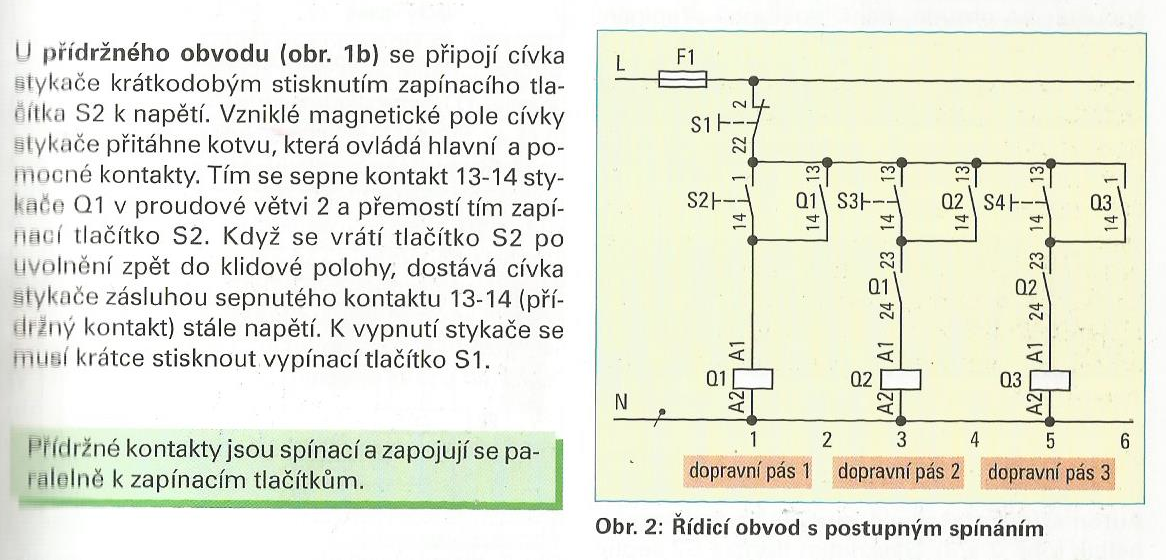 U přídržného obvodu (obr. 1b) se připojí cívka
stykače krátkodobým stisknutím zapínacího tla-
čítka S2 k napětí. Vzniklé magnetické pole cívky
stykače přitáhne kotvu, která ovládá hlavní a po-
mocné kontakty. Tím se sepne kontakt 13-14 sty-
kače Q1 v proudové větvi 2 a přemostí tím zapí-
nací tlačítko S2. Když se vrátí tlačítko S2 po
uvolnění zpět do klidové polohy, dostává cívka
stykače zásluhou sepnutého kontaktu 13-14 (pří-
držný kontakt) stále napětí. K vypnutí stykače se
musí krátce stisknout vypínací tlačítko S1.
Přídržné kontakty jsou spínací a zapojují se pa-
ralelně k zapínacím tlačítkům.
L F1
2
S1
22
1 13 13 13 13 1
S2 Q1 S3 Q2 S4 Q3
14 14 14 14 14 14
23 23
Q1 Q2
24 24
A1 A1 A1
Q1 Q2 Q3
A2 A2 A2
N
1 2 3 4 5 6
dopravní pás 1 dopravní pás 2 dopravní pás 3
Obr. 2: Řídicí obvod s postupným spínáním